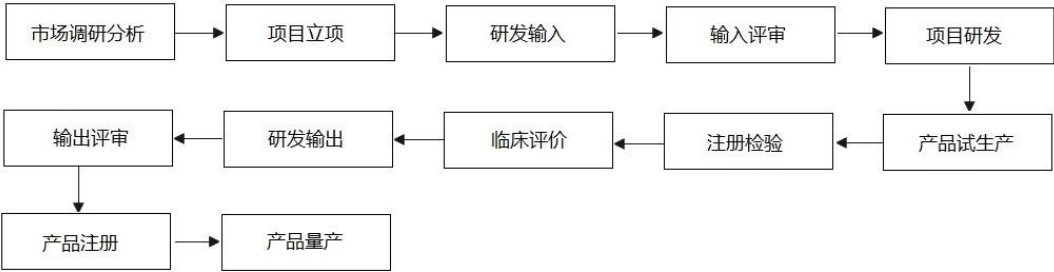 市场调研分析
项目立项
研发输入
输入评审
项目研发
产品试生产
注册检验
临床评价
研发输出
输出评审
产品注册
产品量产